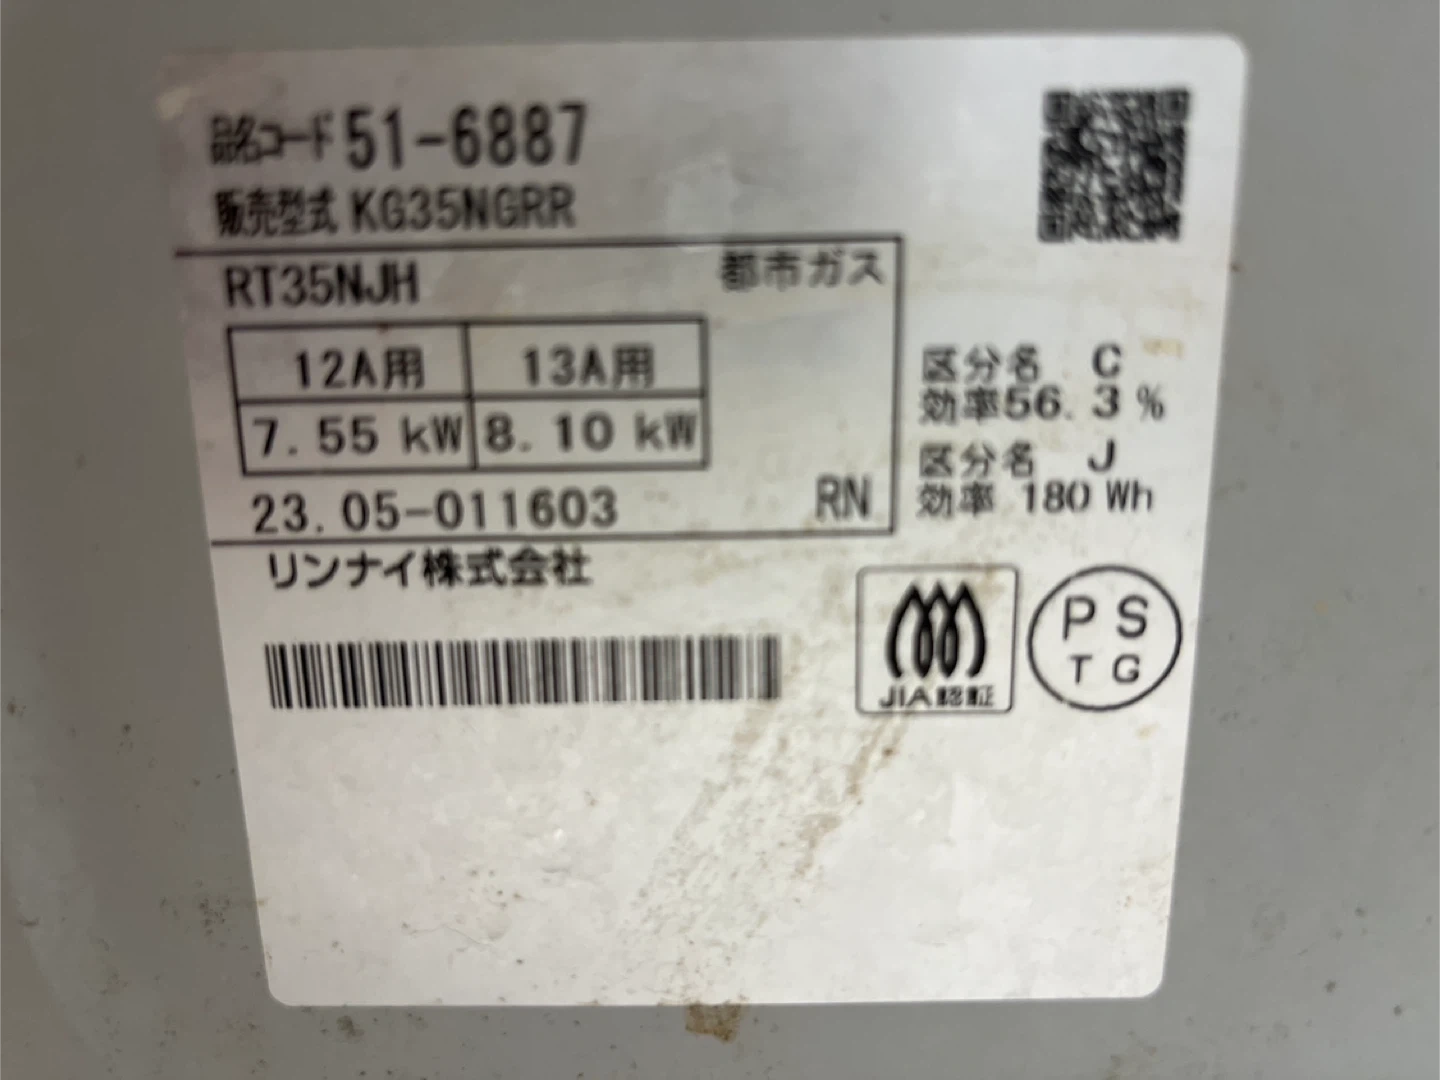 品名コード 51-6887
販売型式 KG35NGRR
RT35NJH 都市ガス
12A用 13A用
7.55 kW 8.10 kW
23.05-011603 RN
リンナイ株式会社
区分名 C
効率56.3%
区分名 J
効率 180 Wh
JIA認証
PS
TG